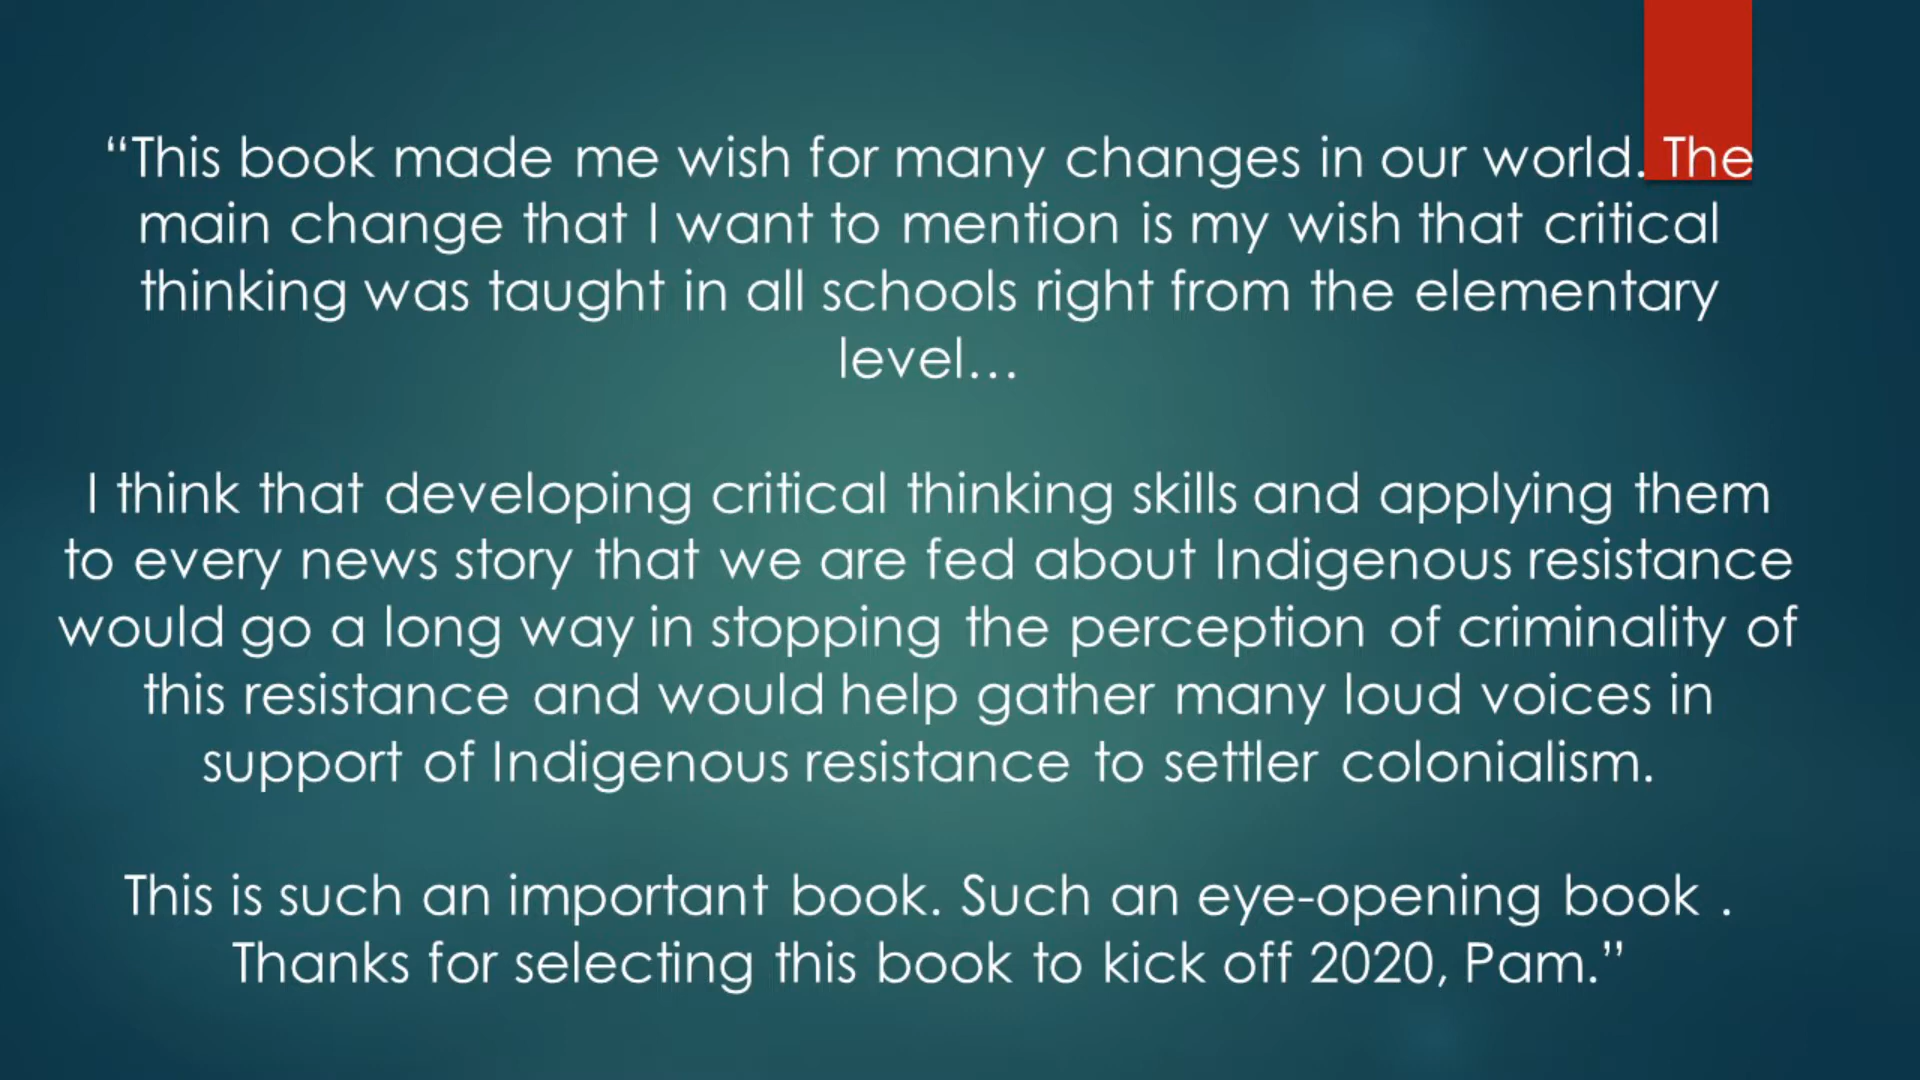 “This book made me wish for many changes in our world. The
main change that I want to mention is my wish that critical
thinking was taught in all schools right from the elementary
level…
I think that developing critical thinking skills and applying them
to every news story that we are fed about Indigenous resistance
would go a long way in stopping the perception of criminality of
this resistance and would help gather many loud voices in
support of Indigenous resistance to settler colonialism.
This is such an important book. Such an eye-opening book .
Thanks for selecting this book to kick off 2020, Pam.”